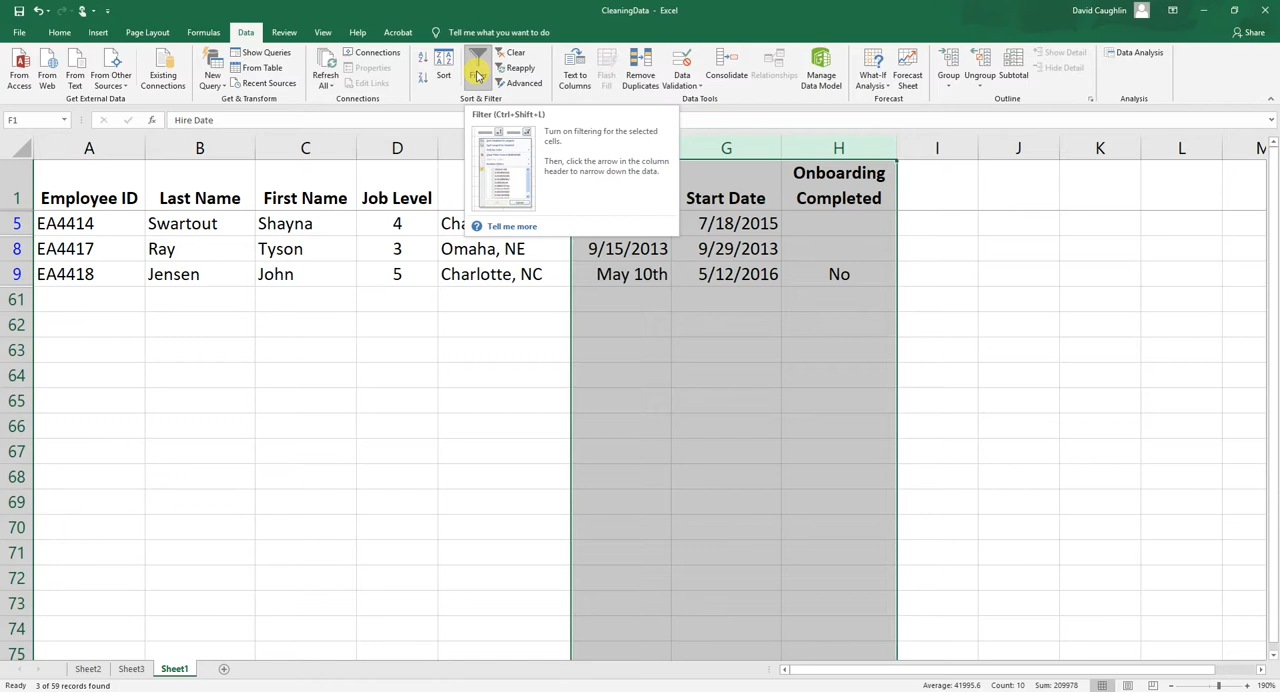 CleaningData - Excel
David Caughlin
File Home Insert Page Layout Formulas Data Review View Help Acrobat Tell me what you want to do
Share
From Access
From Web
From Text
From Other Sources
Existing Connections
Get External Data
New Query
Show Queries
From Table
Recent Sources
Get & Transform
Refresh All
Connections
Properties
Edit Links
Connections
Sort
Clear
Reapply
Advanced
Sort & Filter
Text to Columns
Flash Fill
Remove Duplicates
Data Validation
Consolidate
Relationships
Manage Data Model
Data Tools
What-If Analysis
Forecast Sheet
Forecast
Group
Ungroup
Subtotal
Show Detail
Hide Detail
Outline
Data Analysis
Analysis
F1 fx Hire Date
Filter (Ctrl+Shift+L)
Turn on filtering for the selected
cells.
Then, click the arrow in the column
header to narrow down the data.
Tell me more
A B C D G H I J K L M
1 Employee ID Last Name First Name Job Level Start Date Onboarding Completed
5 EA4414 Swartout Shayna 4 Cha 7/18/2015
8 EA4417 Ray Tyson 3 Omaha, NE 9/15/2013 9/29/2013
9 EA4418 Jensen John 5 Charlotte, NC May 10th 5/12/2016 No
61
62
63
64
65
66
67
68
69
70
71
72
73
74
75
Sheet2 Sheet3 Sheet1
Ready 3 of 59 records found Average: 41995.6 Count: 10 Sum: 209978 190%